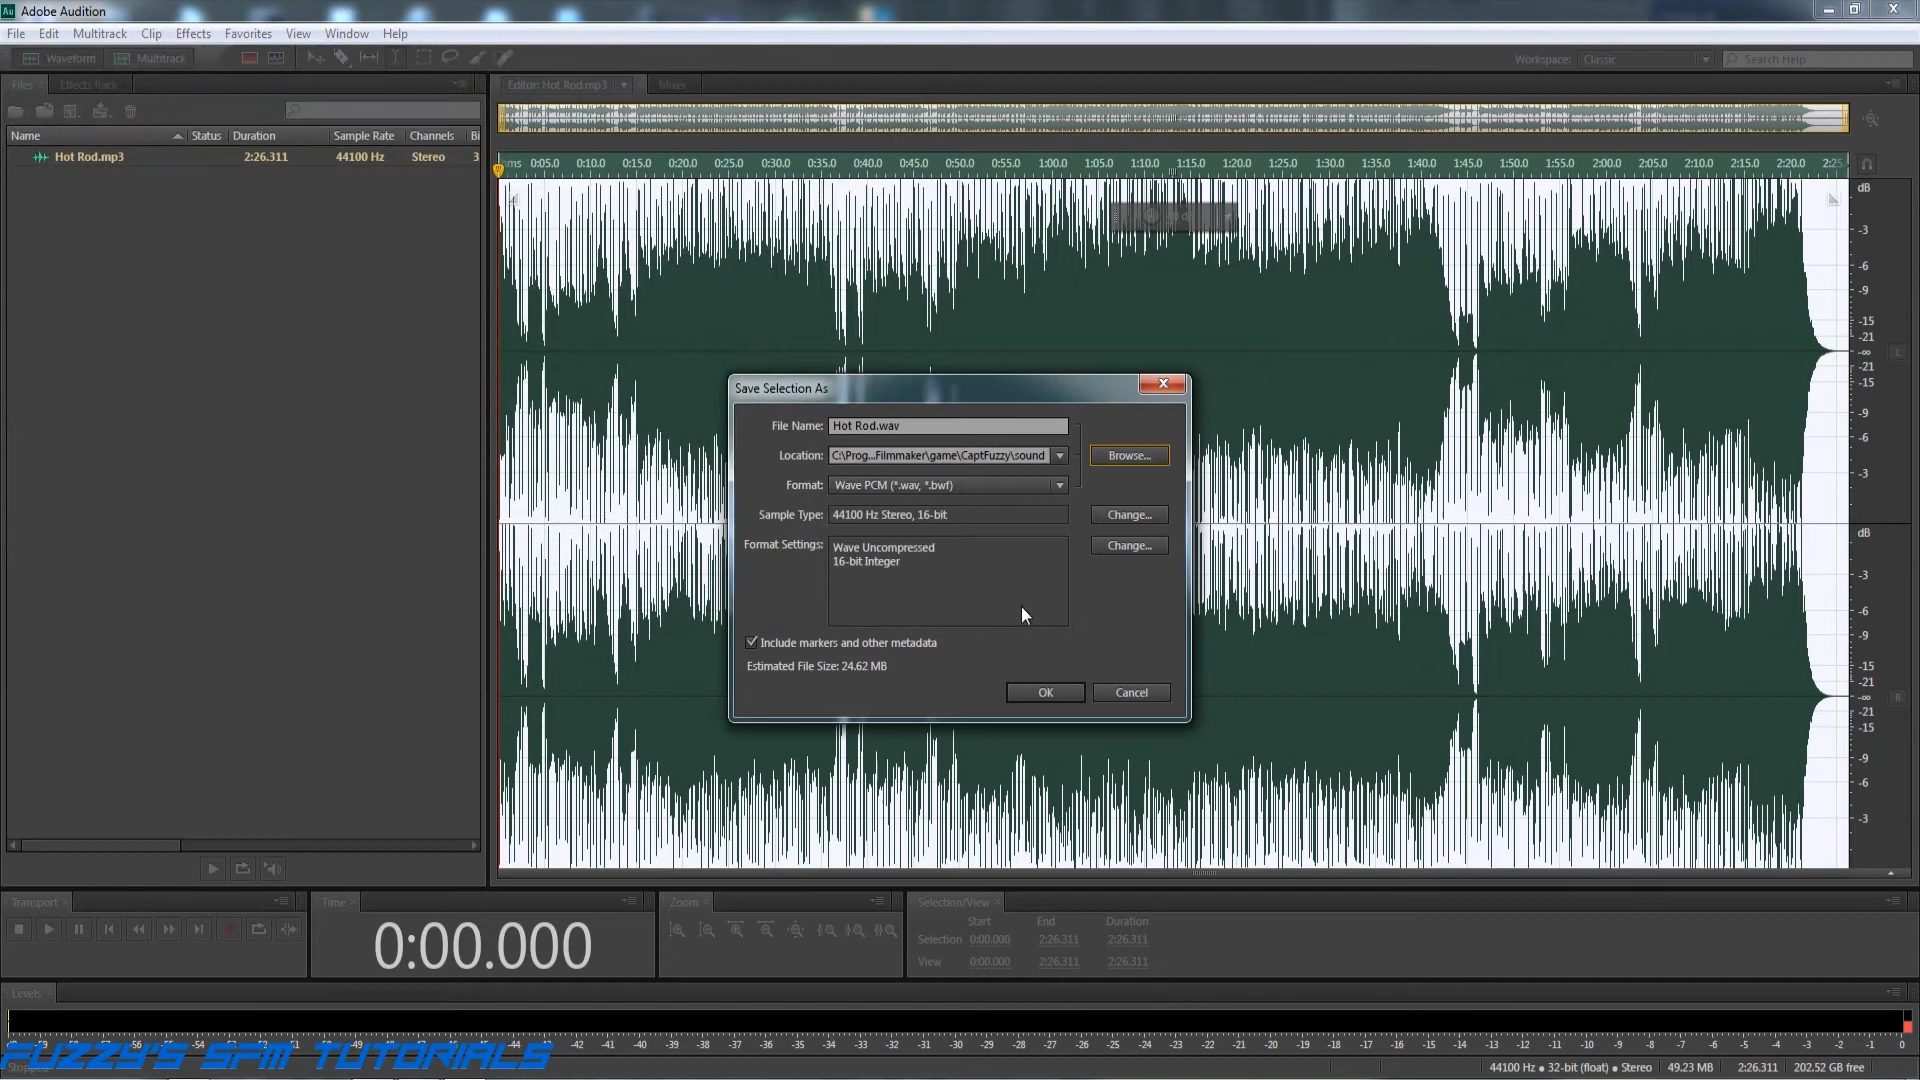 Au Adobe Audition
File Edit Multitrack Clip Effects Favorites View Window Help
Waveform Multitrack Workspace: Classic Search Help
Files Effects Rack Editor: Hot Rod.mp3 Mixer
Name Status Duration Sample Rate Channels Bi
Hot Rod.mp3 2:26.311 44100 Hz Stereo 3
hms 0:05.0 0:10.0 0:15.0 0:20.0 0:25.0 0:30.0 0:35.0 0:40.0 0:45.0 0:50.0 0:55.0 1:00.0 1:05.0 1:10.0 1:15.0 1:20.0 1:25.0 1:30.0 1:35.0 1:40.0 1:45.0 1:50.0 1:55.0 2:00.0 2:05.0 2:10.0 2:15.0 2:20.0 2:25
dB
-3
-6
-9
-15
-21
-∞ L
-21
-15
-9
-6
-3
dB
-3
-6
-9
-15
-21
-∞ R
-21
-15
-9
-6
-3
Save Selection As
File Name: Hot Rod.wav
Location: C:\Prog...Filmmaker\game\CaptFuzzy\sound Browse...
Format: Wave PCM (*.wav, *.bwf)
Sample Type: 44100 Hz Stereo, 16-bit Change...
Format Settings: Wave Uncompressed Change...
16-bit Integer
Include markers and other metadata
Estimated File Size: 24.62 MB
OK Cancel
Transport Time Zoom Selection/View
0:00.000
Start End Duration
Selection 0:00.000 2:26.311 2:26.311
View 0:00.000 2:26.311 2:26.311
Levels
dB -59 -58 -57 -56 -55 -54 -53 -52 -51 -50 -49 -48 -47 -46 -45 -44 -43 -42 -41 -40 -39 -38 -37 -36 -35 -34 -33 -32 -31 -30 -29 -28 -27 -26 -25 -24 -23 -22 -21 -20 -19 -18 -17 -16 -15 -14 -13 -12 -11 -10 -9 -8 -7 -6 -5 -4 -3 -2 -1 0
FUZZY'S SFM TUTORIALS
Stopped 44100 Hz • 32-bit (float) • Stereo 49.23 MB 2:26.311 202.52 GB free